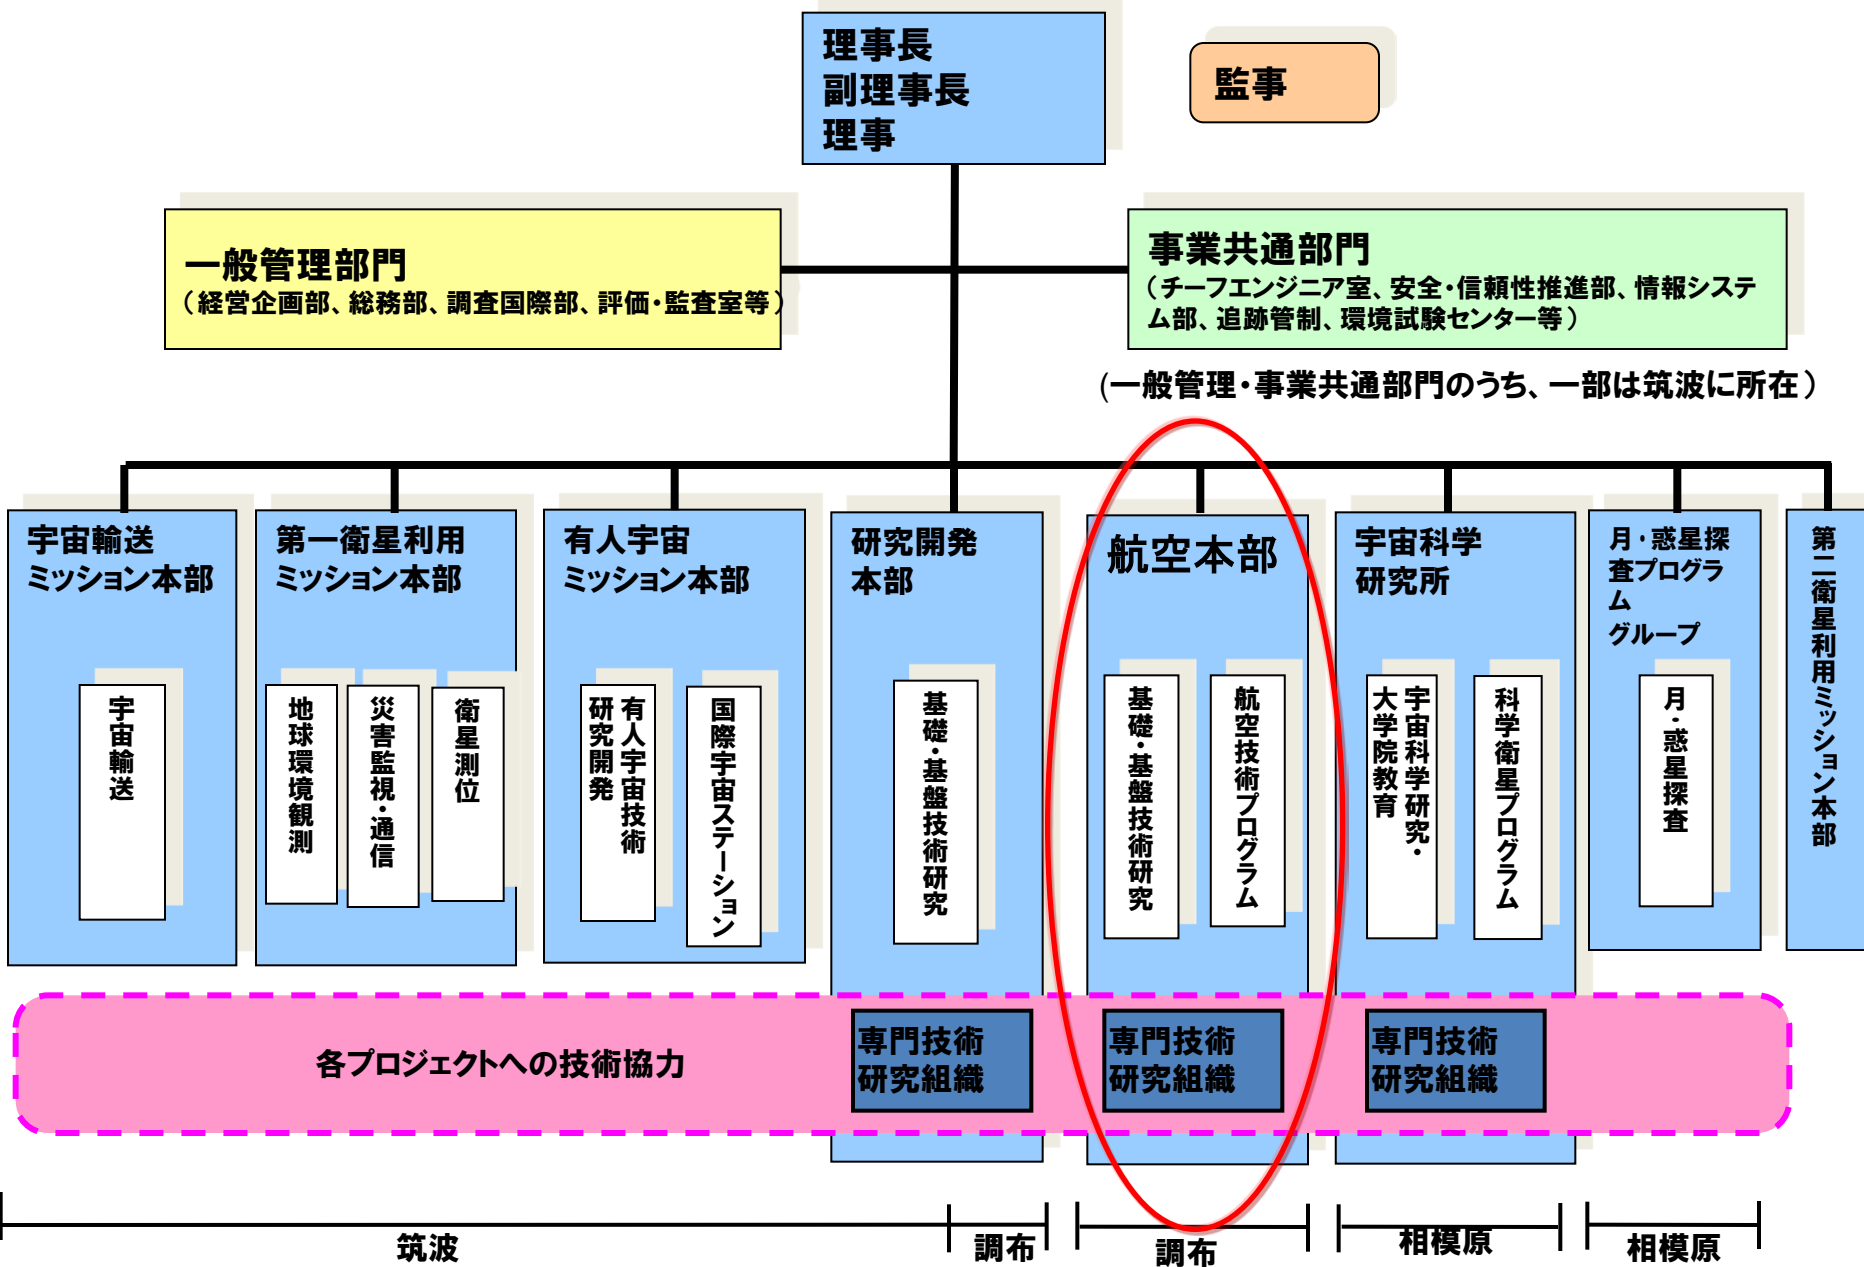 理事長
副理事長
理事
監事
一般管理部門
（経営企画部、総務部、調査国際部、評価・監査室等）
事業共通部門
（チーフエンジニア室、安全・信頼性推進部、情報システ
ム部、追跡管制、環境試験センター等）
(一般管理・事業共通部門のうち、一部は筑波に所在）
宇宙輸送
ミッション本部
宇宙輸送
第一衛星利用
ミッション本部
地球環境観測
災害監視・通信
衛星測位
有人宇宙
ミッション本部
有人宇宙技術
研究開発
国際宇宙ステーション
研究開発
本部
基礎・基盤技術研究
航空本部
基礎・基盤技術研究
航空技術プログラム
宇宙科学
研究所
宇宙科学研究・
大学院教育
科学衛星プログラム
月・惑星探
査プログラ
ム
グループ
月・惑星探査
第二衛星利用ミッション本部
各プロジェクトへの技術協力
専門技術
研究組織
専門技術
研究組織
専門技術
研究組織
筑波
調布
調布
相模原
相模原